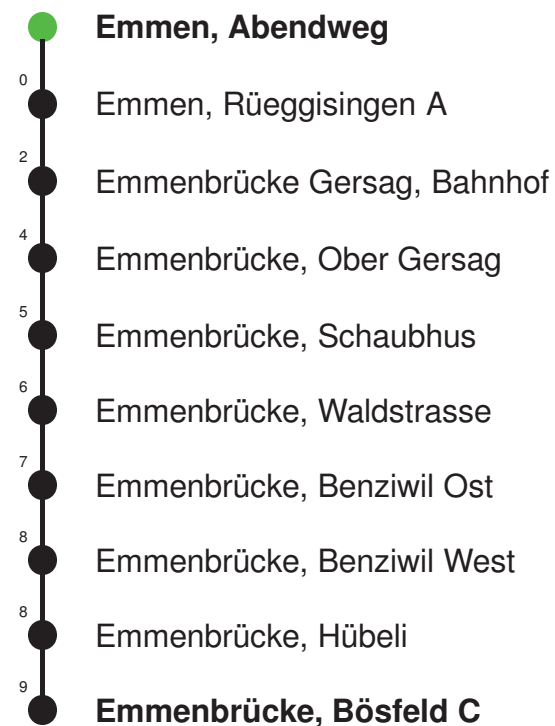 Emmen, Abendweg
0 Emmen, Rüeggisingen A
2 Emmenbrücke Gersag, Bahnhof
4 Emmenbrücke, Ober Gersag
5 Emmenbrücke, Schaubhus
6 Emmenbrücke, Waldstrasse
7 Emmenbrücke, Benziwil Ost
8 Emmenbrücke, Benziwil West
8 Emmenbrücke, Hübeli
9 Emmenbrücke, Bösfeld C